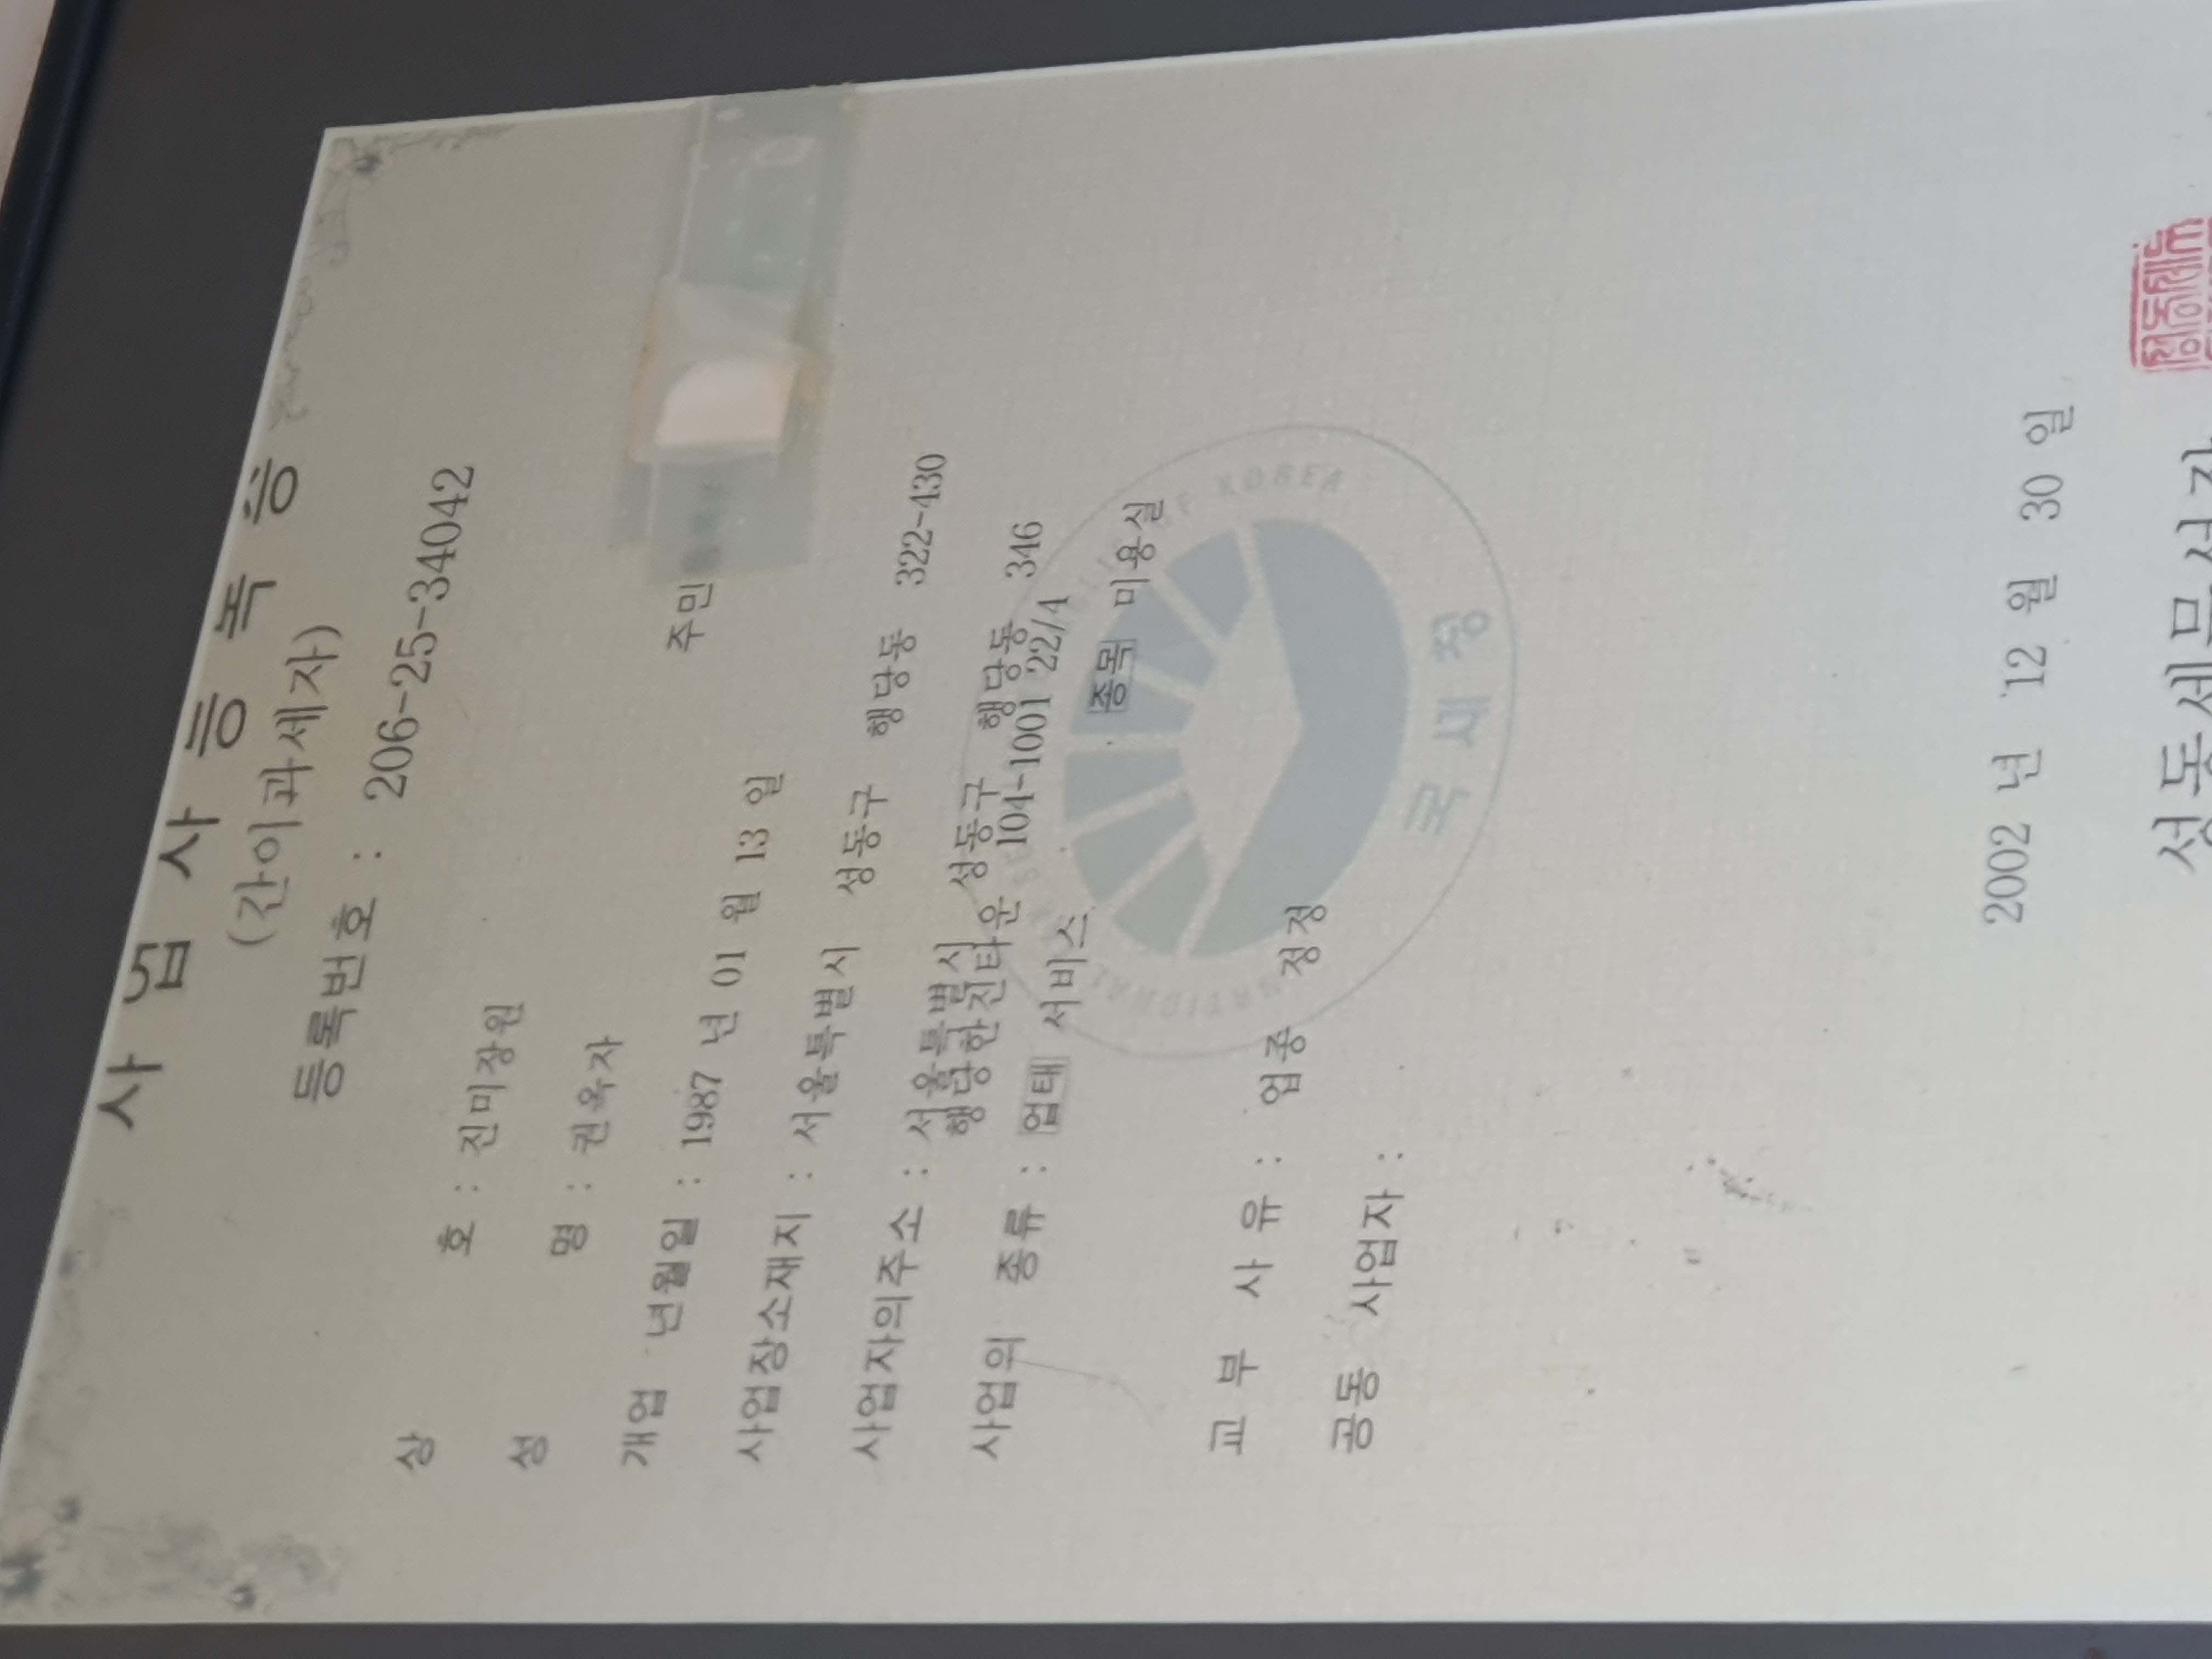 사 업 자 등 록 증
(간이과세자)
등록번호 : 206-25-34042
상 호 : 진미장원
성 명 : 권옥자 주민
개업 년월일 : 1987 년 01 월 13 일
사업장소재지 : 서울특별시 성동구 행당동 322-430
사업자의주소 : 서울특별시 성동구 행당동 346
행당한진타운 104-1001 22/4
사업의 종류 : 업태 서비스 종목 미용실
교 부 사 유 : 업종 정정
공동 사업자 :
국세청
2002 년 12 월 30 일
성동세무서장